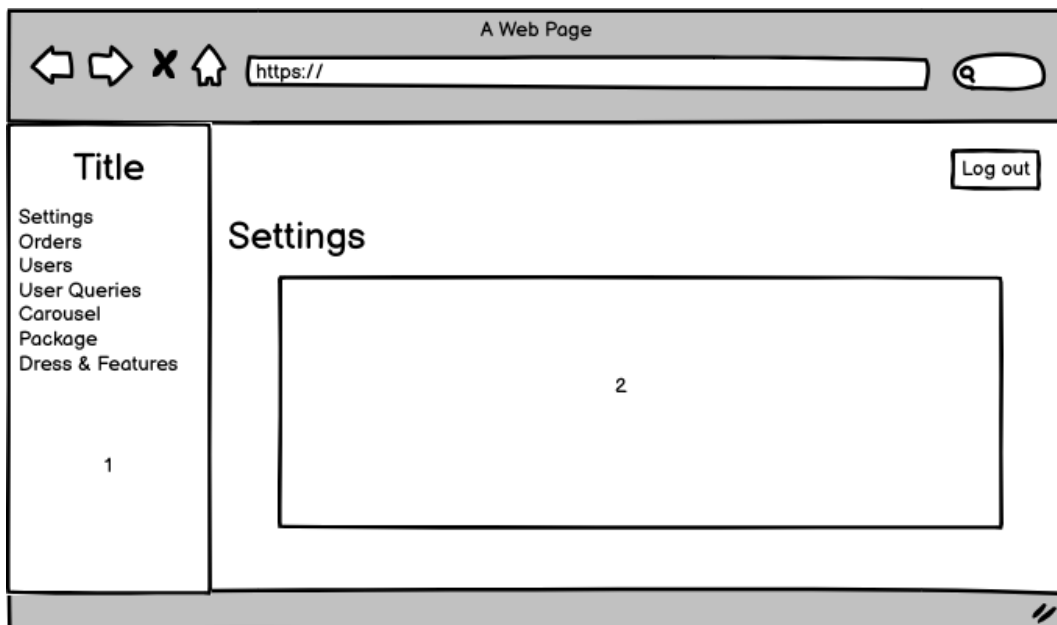 A Web Page
https://
Title
Settings
Orders
Users
User Queries
Carousel
Package
Dress & Features
1
Log out
Settings
2